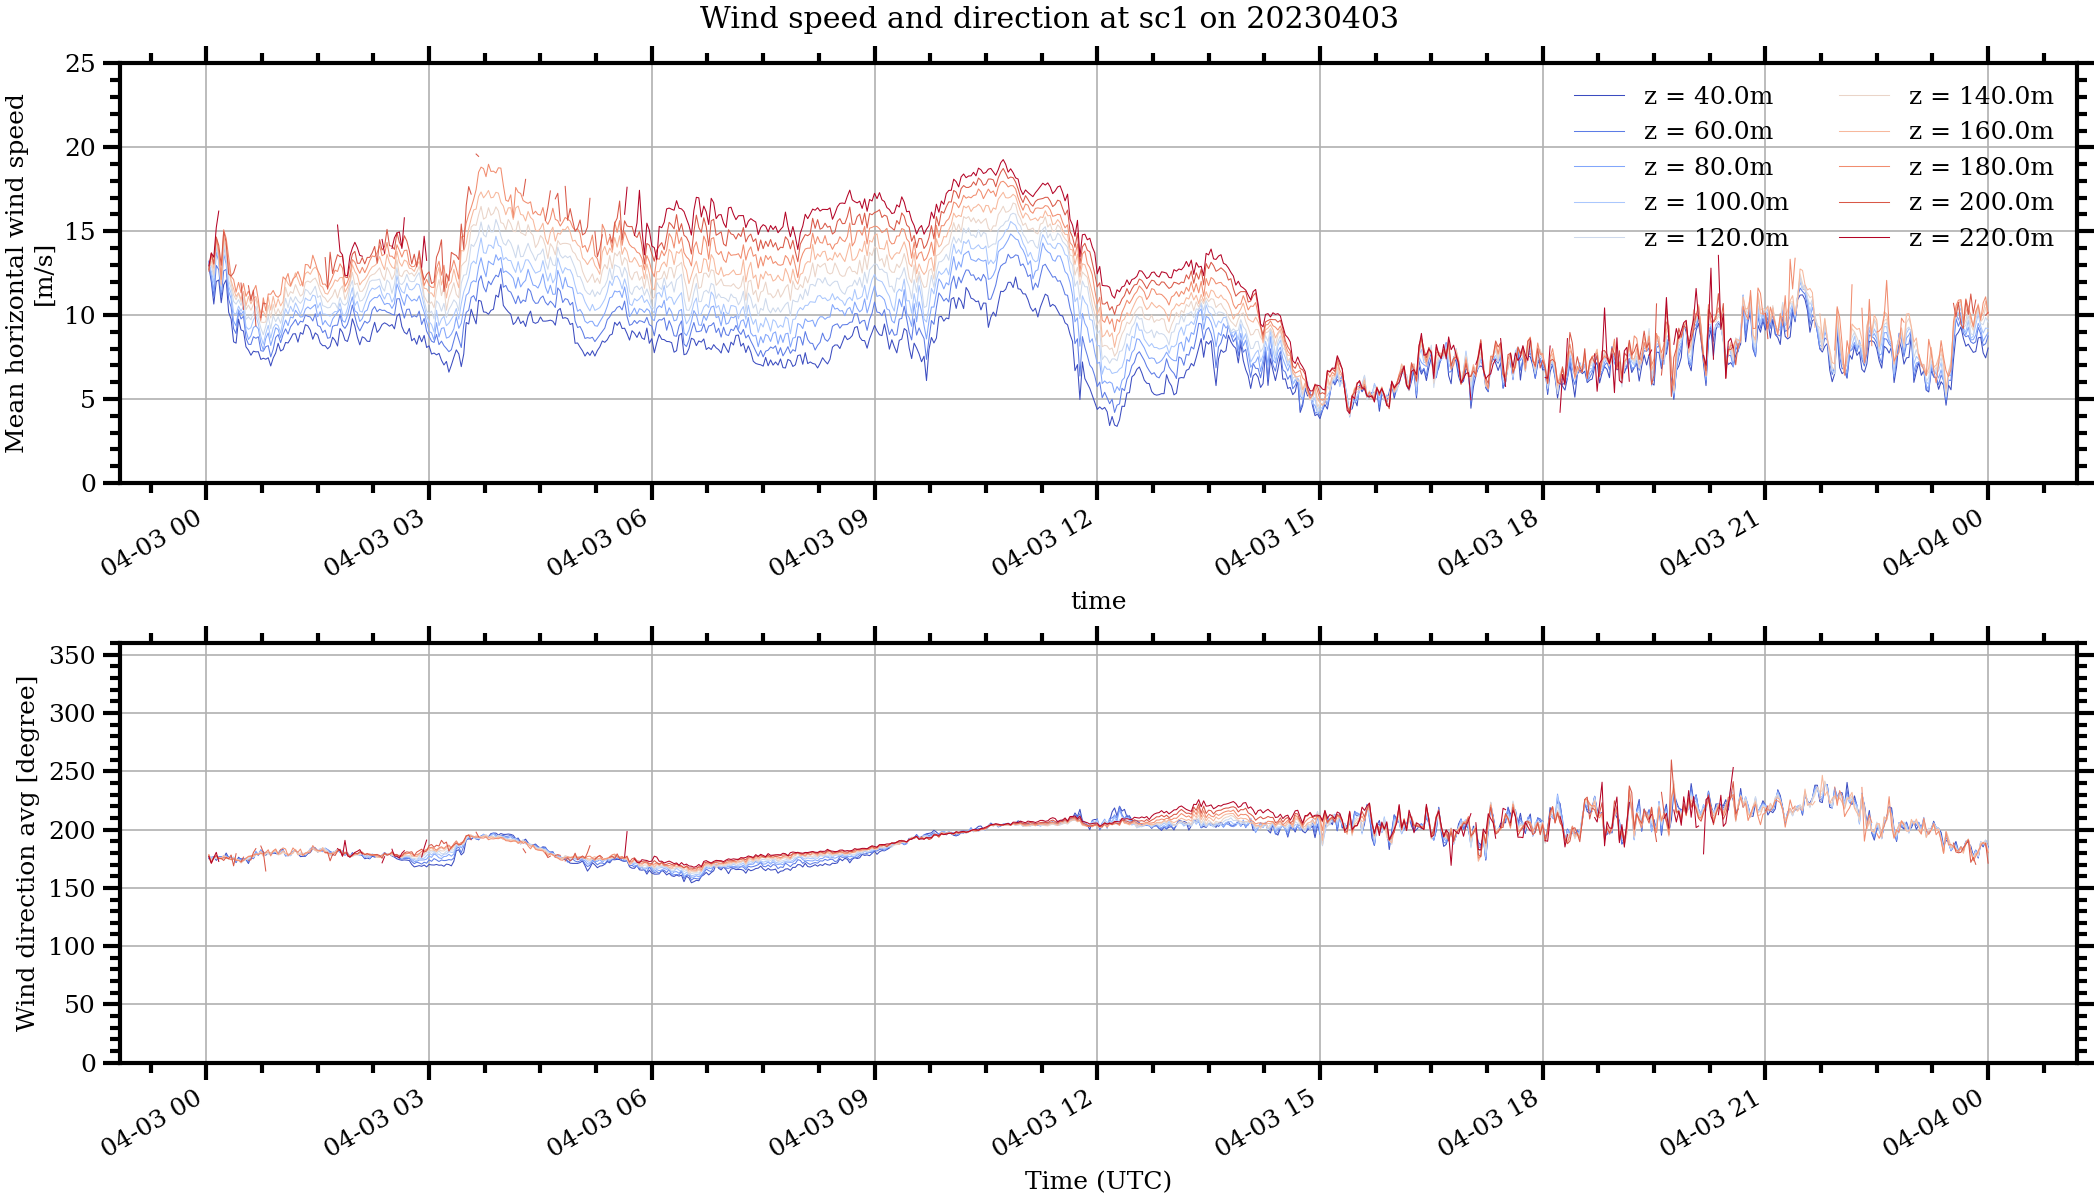 Wind speed and direction at sc1 on 20230403
Mean horizontal wind speed
[m/s]
25
20
15
10
5
0
z = 40.0m
z = 60.0m
z = 80.0m
z = 100.0m
z = 120.0m
z = 140.0m
z = 160.0m
z = 180.0m
z = 200.0m
z = 220.0m
04-03 00
04-03 03
04-03 06
04-03 09
04-03 12
04-03 15
04-03 18
04-03 21
04-04 00
time
Wind direction avg [degree]
350
300
250
200
150
100
50
0
04-03 00
04-03 03
04-03 06
04-03 09
04-03 12
04-03 15
04-03 18
04-03 21
04-04 00
Time (UTC)